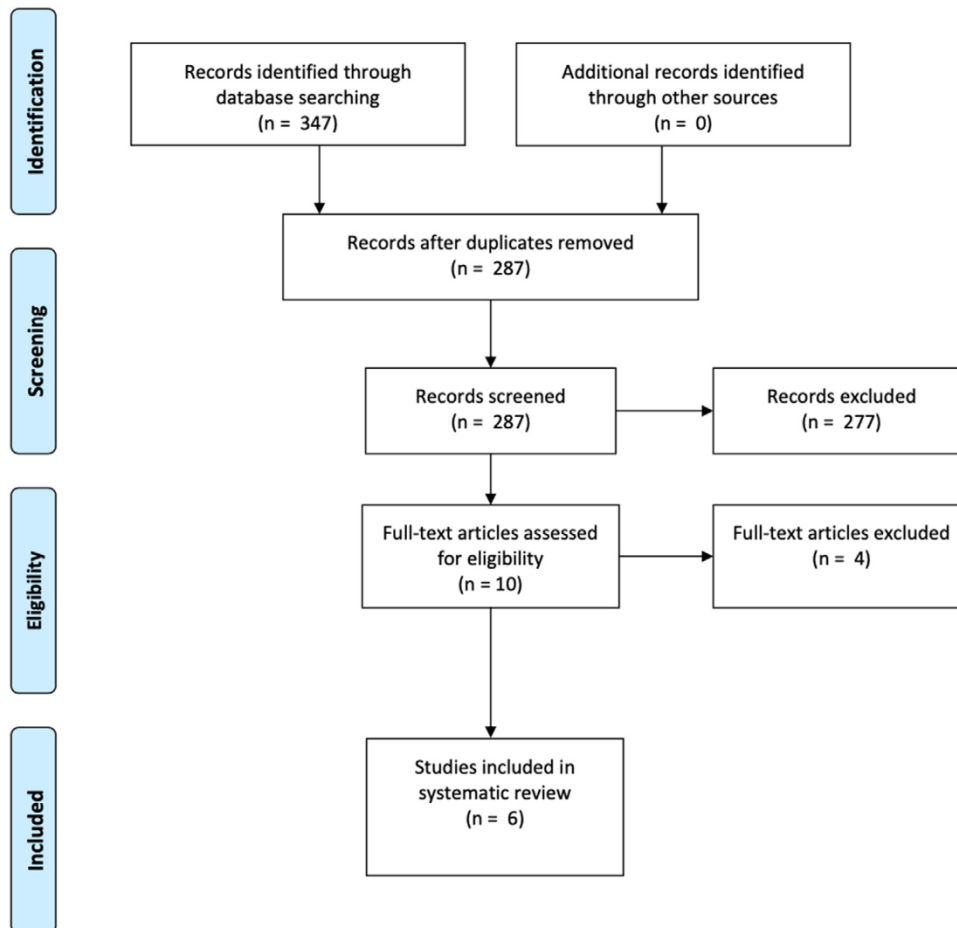 Identification
Records identified through
database searching
(n = 347)
Additional records identified
through other sources
(n = 0)
Records after duplicates removed
(n = 287)
Screening
Records screened
(n = 287)
Records excluded
(n = 277)
Eligibility
Full-text articles assessed
for eligibility
(n = 10)
Full-text articles excluded
(n = 4)
Included
Studies included in
systematic review
(n = 6)